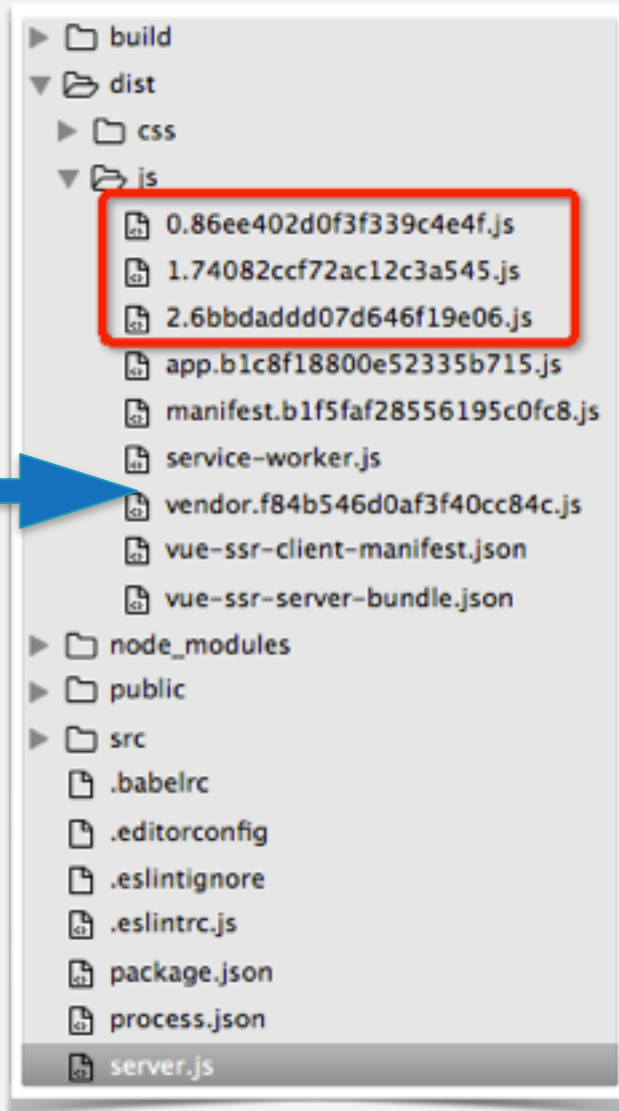 build
dist
css
js
0.86ee402d0f3f339c4e4f.js
1.74082ccf72ac12c3a545.js
2.6bbdaddd07d646f19e06.js
app.b1c8f18800e52335b715.js
manifest.b1f5faf28556195c0fc8.js
service-worker.js
vendor.f84b546d0af3f40cc84c.js
vue-ssr-client-manifest.json
vue-ssr-server-bundle.json
node_modules
public
src
.babelrc
.editorconfig
.eslintignore
.eslintrc.js
package.json
process.json
server.js